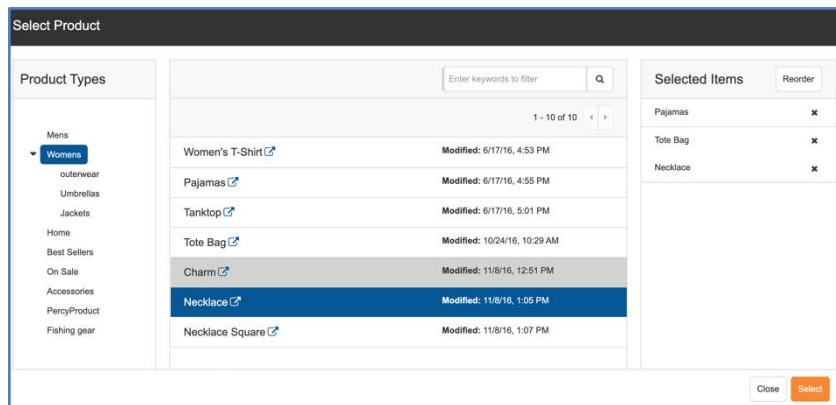 Select Product
Product Types
Mens
Womens
outerwear
Umbrellas
Jackets
Home
Best Sellers
On Sale
Accessories
PercyProduct
Fishing gear
Enter keywords to filter
1 - 10 of 10
Women's T-Shirt Modified: 6/17/16, 4:53 PM
Pajamas Modified: 6/17/16, 4:55 PM
Tanktop Modified: 6/17/16, 5:01 PM
Tote Bag Modified: 10/24/16, 10:29 AM
Charm Modified: 11/8/16, 12:51 PM
Necklace Modified: 11/8/16, 1:05 PM
Necklace Square Modified: 11/8/16, 1:07 PM
Selected Items Reorder
Pajamas
Tote Bag
Necklace
Close Select